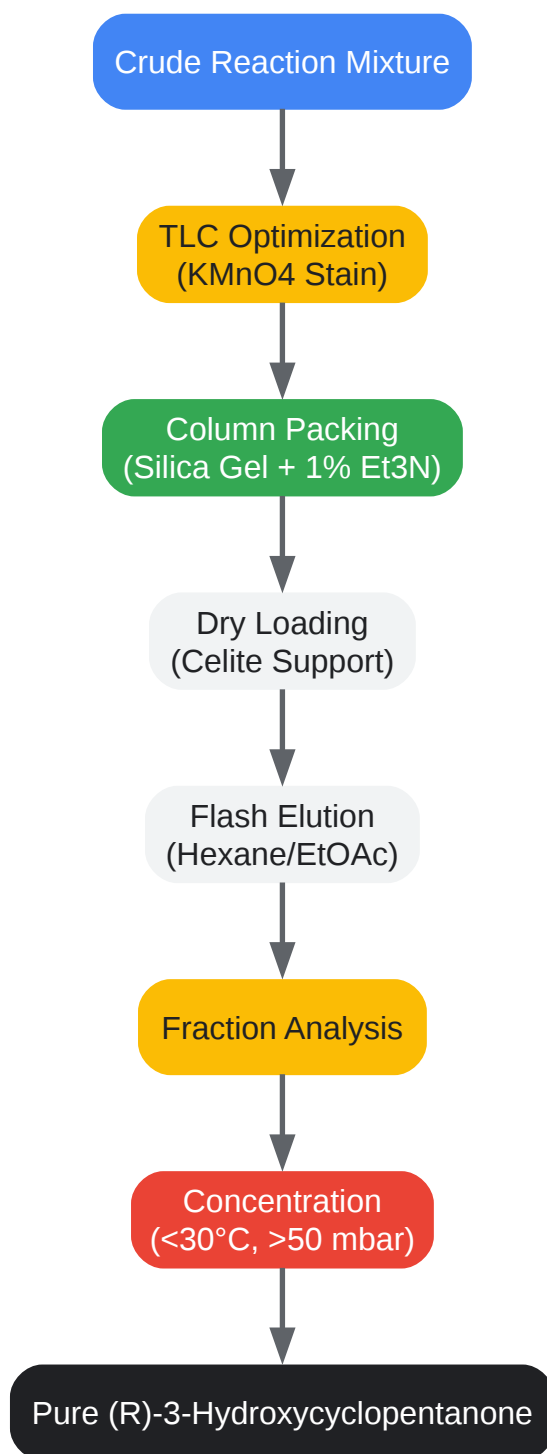 Crude Reaction Mixture
TLC Optimization
(KMnO4 Stain)
Column Packing
(Silica Gel + 1% Et3N)
Dry Loading
(Celite Support)
Flash Elution
(Hexane/EtOAc)
Fraction Analysis
Concentration
(<30°C, >50 mbar)
Pure (R)-3-Hydroxycyclopentanone